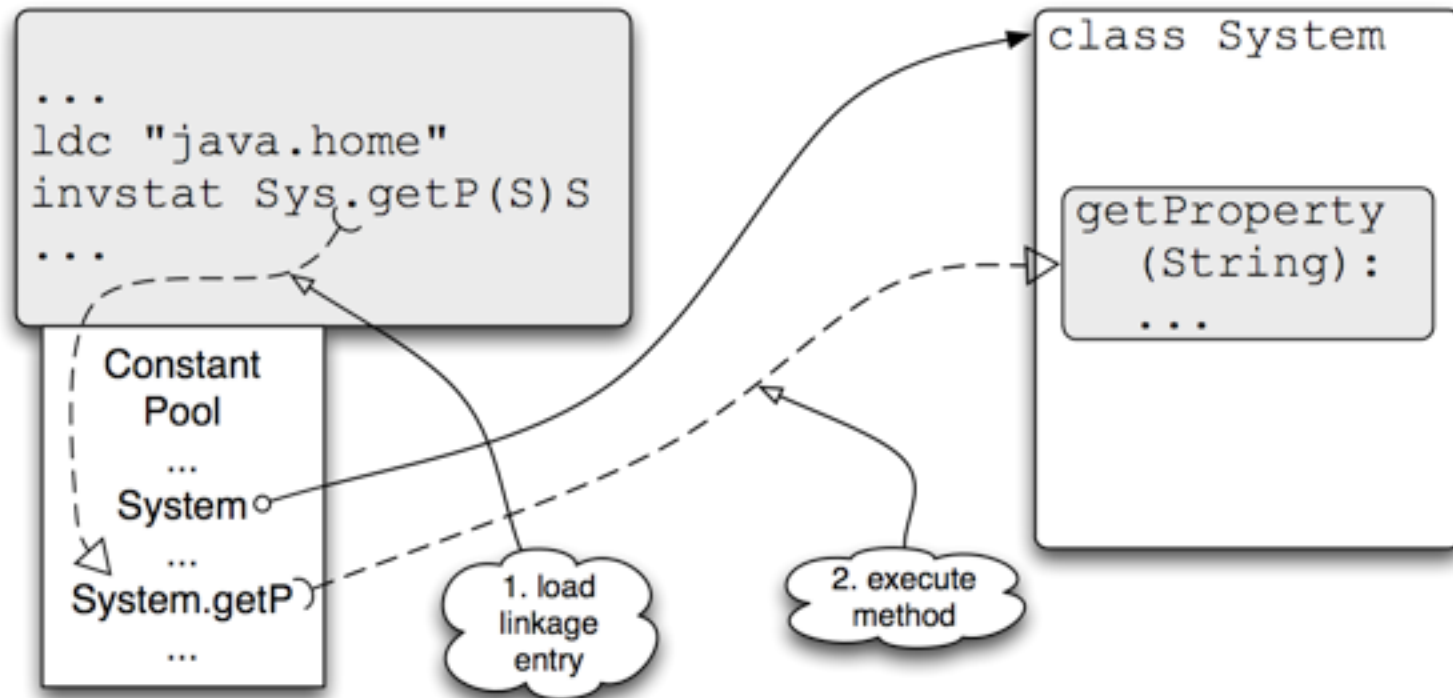 ...
ldc "java.home"
invstat Sys.getP(S)S
...
Constant
Pool
...
System
...
System.getP
...
1. load
linkage
entry
2. execute
method
class System
getProperty
(String):
...